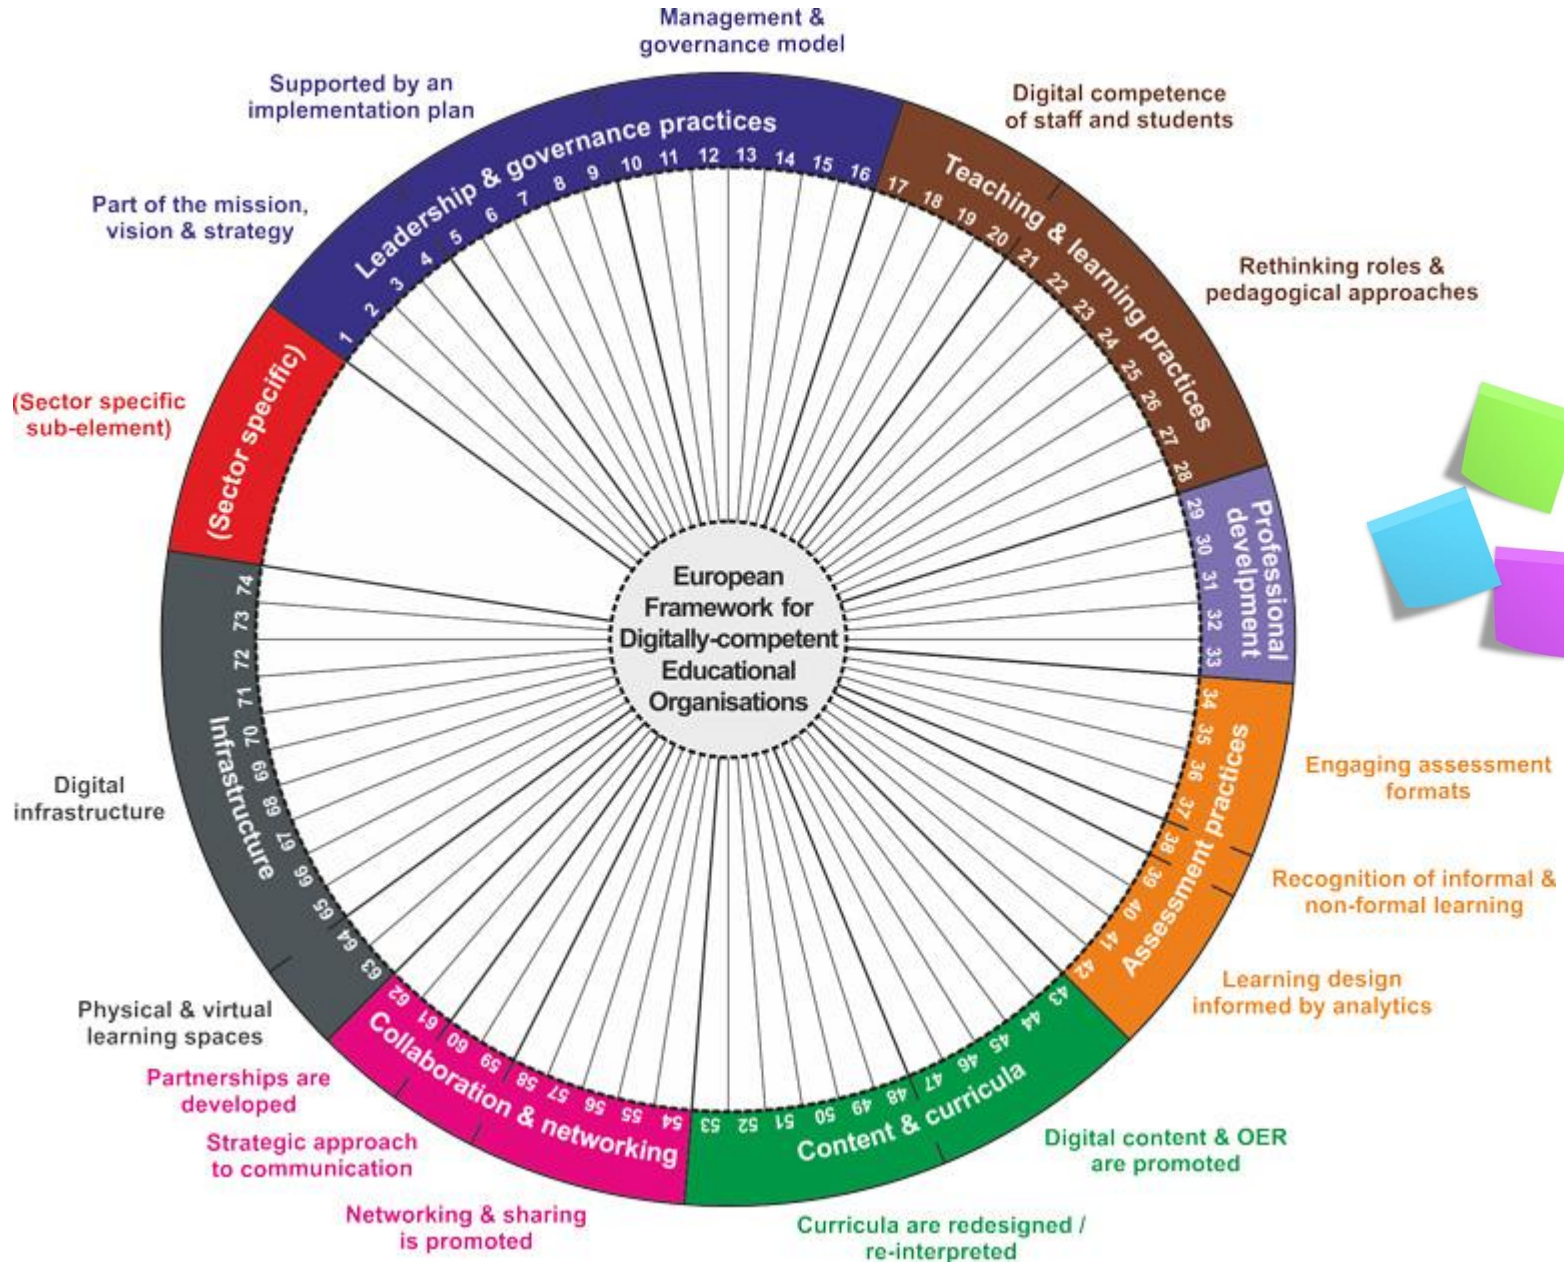 Management &
governance model
Supported by an
implementation plan
Part of the mission,
vision & strategy
(Sector specific
sub-element)
Digital
infrastructure
Physical & virtual
learning spaces
Partnerships are
developed
Strategic approach
to communication
Networking & sharing
is promoted
Curricula are redesigned /
re-interpreted
Digital content & OER
are promoted
Learning design
informed by analytics
Recognition of informal &
non-formal learning
Engaging assessment
formats
Rethinking roles &
pedagogical approaches
Digital competence
of staff and students
Leadership & governance practices
1 2 3 4 5 6 7 8 9 10 11 12 13 14 15 16
Teaching & learning practices
17 18 19 20 21 22 23 24 25 26 27 28
Professional
develpment
29 30 31 32 33
Assessment practices
34 35 36 37 38 39 40 41 42
Content & curricula
43 44 45 46 47 48 49 50 51 52 53
Collaboration & networking
54 55 56 57 58 59 60 61 62
Infrastructure
63 64 65 66 67 68 69 70 71 72 73 74
(Sector specific)
European
Framework for
Digitally-competent
Educational
Organisations